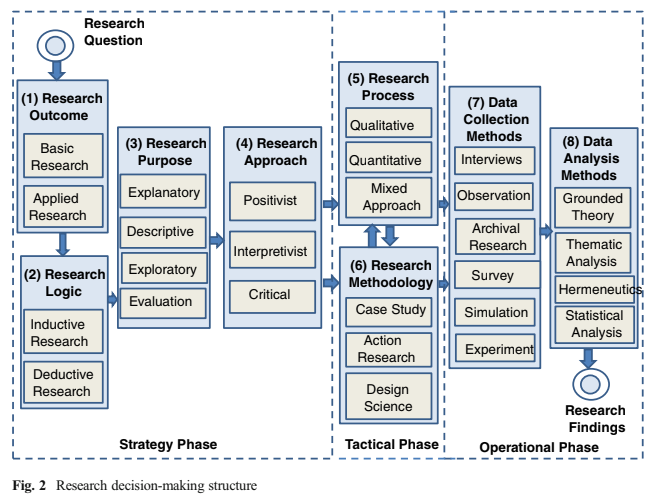 Research
Question
(1) Research
Outcome
Basic
Research
Applied
Research
(2) Research
Logic
Inductive
Research
Deductive
Research
(3) Research
Purpose
Explanatory
Descriptive
Exploratory
Evaluation
(4) Research
Approach
Positivist
Interpretivist
Critical
(5) Research
Process
Qualitative
Quantitative
Mixed
Approach
(6) Research
Methodology
Case Study
Action
Research
Design
Science
(7) Data
Collection
Methods
Interviews
Observation
Archival
Research
Survey
Simulation
Experiment
(8) Data
Analysis
Methods
Grounded
Theory
Thematic
Analysis
Hermeneutics
Statistical
Analysis
Research
Findings
Strategy Phase
Tactical Phase
Operational Phase
Fig. 2 Research decision-making structure